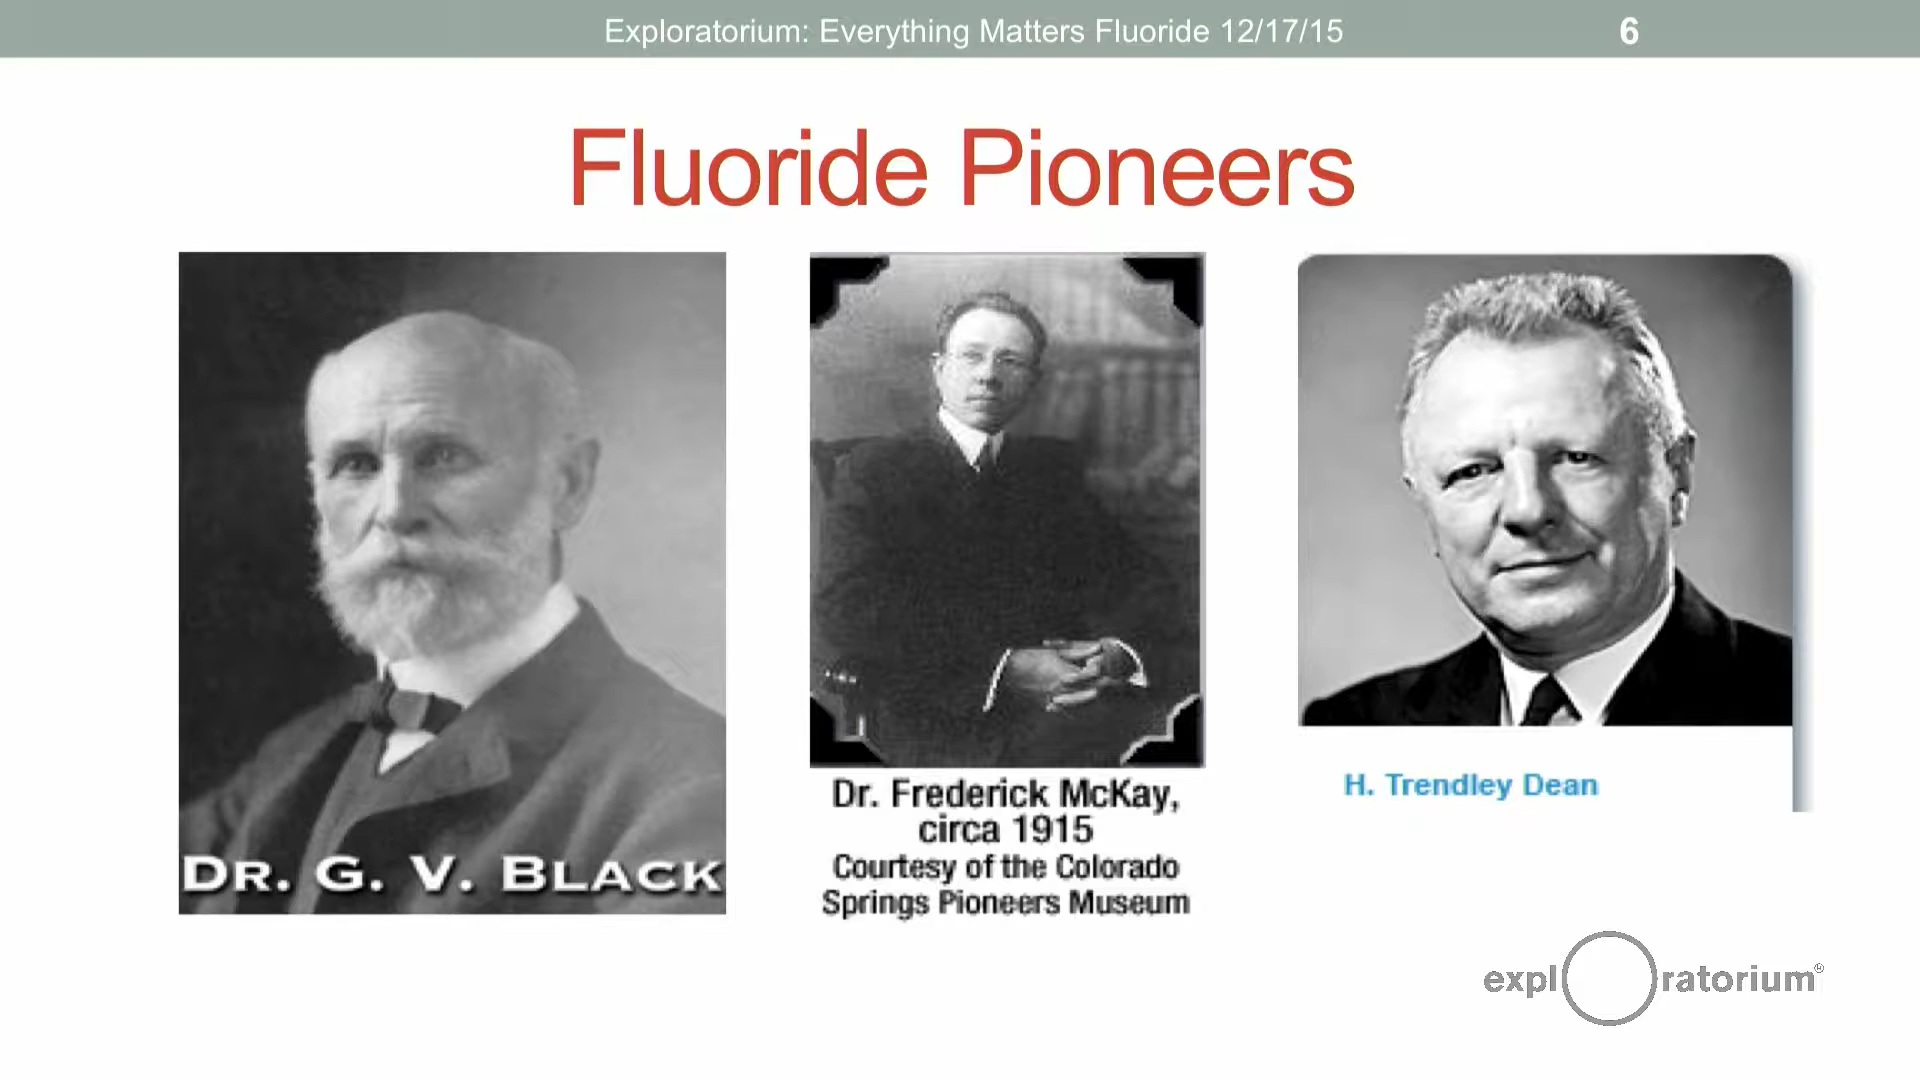 Exploratorium: Everything Matters Fluoride 12/17/15
6
Fluoride Pioneers
DR. G. V. BLACK
Dr. Frederick McKay,
circa 1915
Courtesy of the Colorado
Springs Pioneers Museum
H. Trendley Dean
explOratorium®